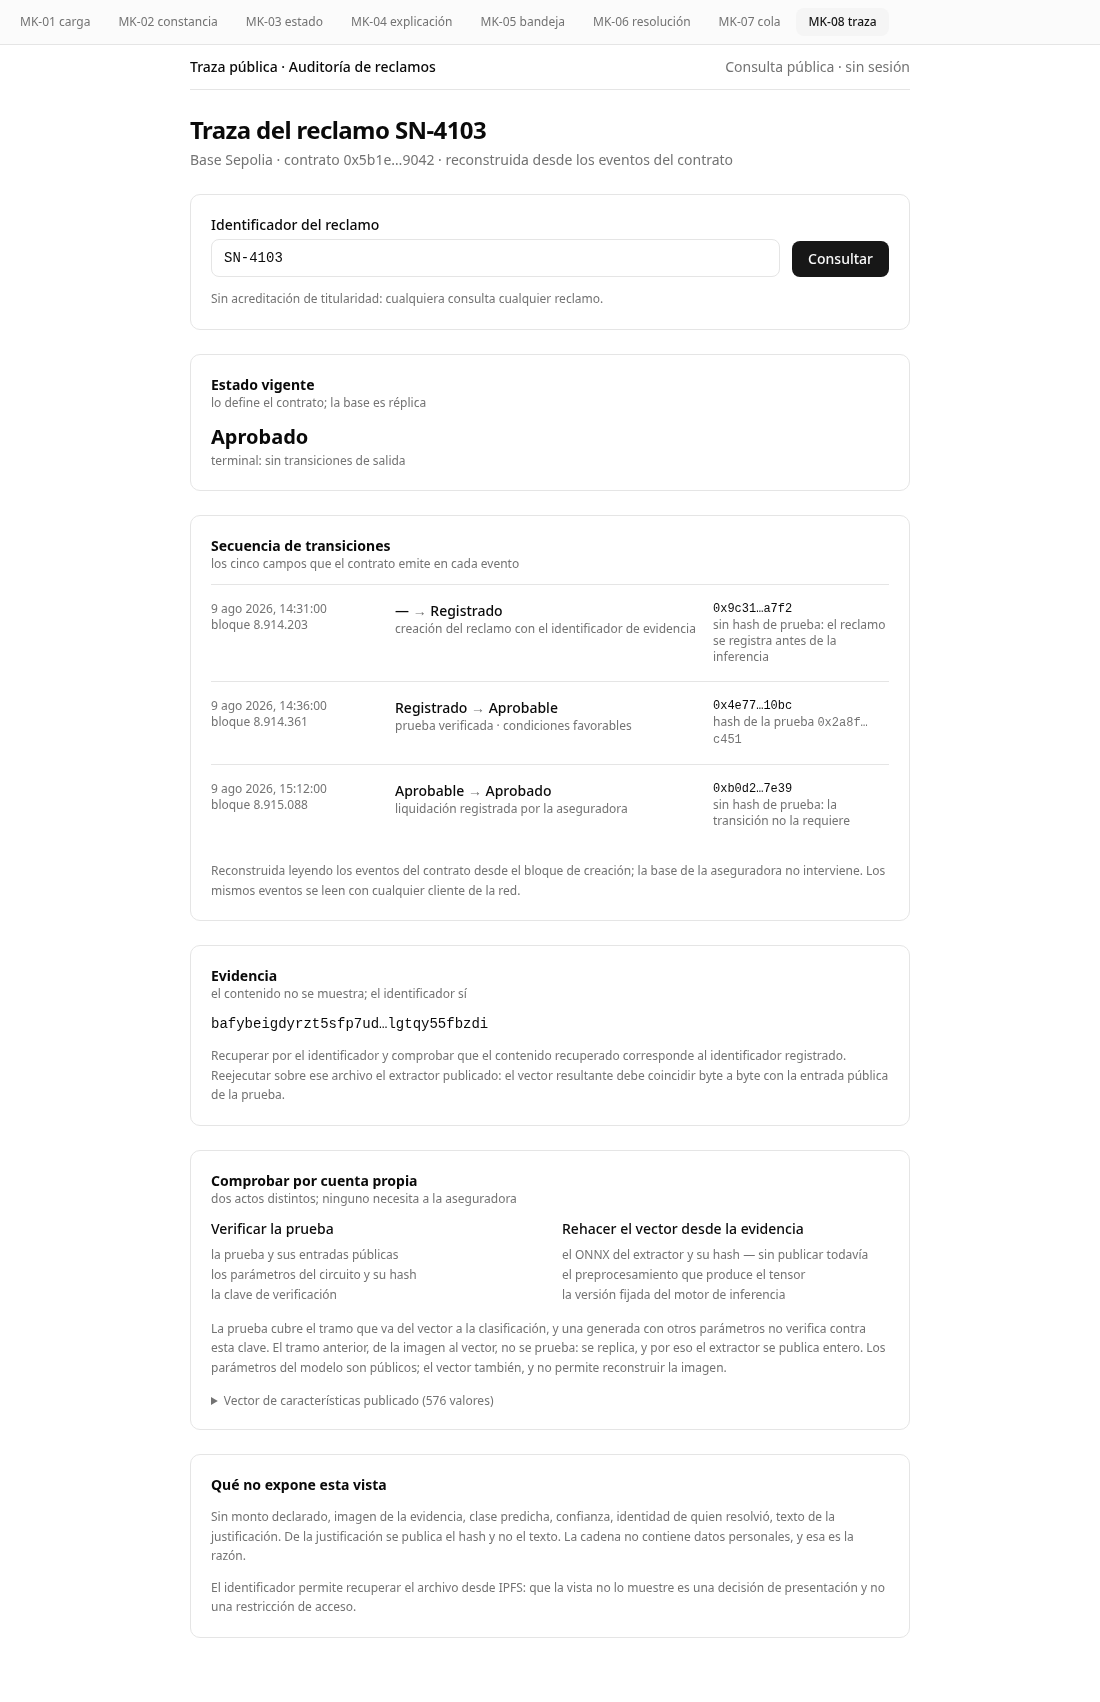 MK-01 carga MK-02 constancia MK-03 estado MK-04 explicación MK-05 bandeja MK-06 resolución MK-07 cola MK-08 traza
Traza pública · Auditoría de reclamos
Consulta pública · sin sesión
Traza del reclamo SN-4103
Base Sepolia · contrato 0x5b1e…9042 · reconstruida desde los eventos del contrato
Identificador del reclamo
SN-4103
Consultar
Sin acreditación de titularidad: cualquiera consulta cualquier reclamo.
Estado vigente
lo define el contrato; la base es réplica
Aprobado
terminal: sin transiciones de salida
Secuencia de transiciones
los cinco campos que el contrato emite en cada evento
9 ago 2026, 14:31:00
bloque 8.914.203
— → Registrado
creación del reclamo con el identificador de evidencia
0x9c31…a7f2
sin hash de prueba: el reclamo
se registra antes de la
inferencia
9 ago 2026, 14:36:00
bloque 8.914.361
Registrado → Aprobable
prueba verificada · condiciones favorables
0x4e77…10bc
hash de la prueba 0x2a8f…
c451
9 ago 2026, 15:12:00
bloque 8.915.088
Aprobable → Aprobado
liquidación registrada por la aseguradora
0xb0d2…7e39
sin hash de prueba: la
transición no la requiere
Reconstruida leyendo los eventos del contrato desde el bloque de creación; la base de la aseguradora no interviene. Los
mismos eventos se leen con cualquier cliente de la red.
Evidencia
el contenido no se muestra; el identificador sí
bafybeigdyrzt5sfp7ud…lgtqy55fbzdi
Recuperar por el identificador y comprobar que el contenido recuperado corresponde al identificador registrado.
Reejecutar sobre ese archivo el extractor publicado: el vector resultante debe coincidir byte a byte con la entrada pública
de la prueba.
Comprobar por cuenta propia
dos actos distintos; ninguno necesita a la aseguradora
Verificar la prueba
la prueba y sus entradas públicas
los parámetros del circuito y su hash
la clave de verificación
Rehacer el vector desde la evidencia
el ONNX del extractor y su hash — sin publicar todavía
el preprocesamiento que produce el tensor
la versión fijada del motor de inferencia
La prueba cubre el tramo que va del vector a la clasificación, y una generada con otros parámetros no verifica contra
esta clave. El tramo anterior, de la imagen al vector, no se prueba: se replica, y por eso el extractor se publica entero. Los
parámetros del modelo son públicos; el vector también, y no permite reconstruir la imagen.
▶ Vector de características publicado (576 valores)
Qué no expone esta vista
Sin monto declarado, imagen de la evidencia, clase predicha, confianza, identidad de quien resolvió, texto de la
justificación. De la justificación se publica el hash y no el texto. La cadena no contiene datos personales, y esa es la
razón.
El identificador permite recuperar el archivo desde IPFS: que la vista no lo muestre es una decisión de presentación y no
una restricción de acceso.